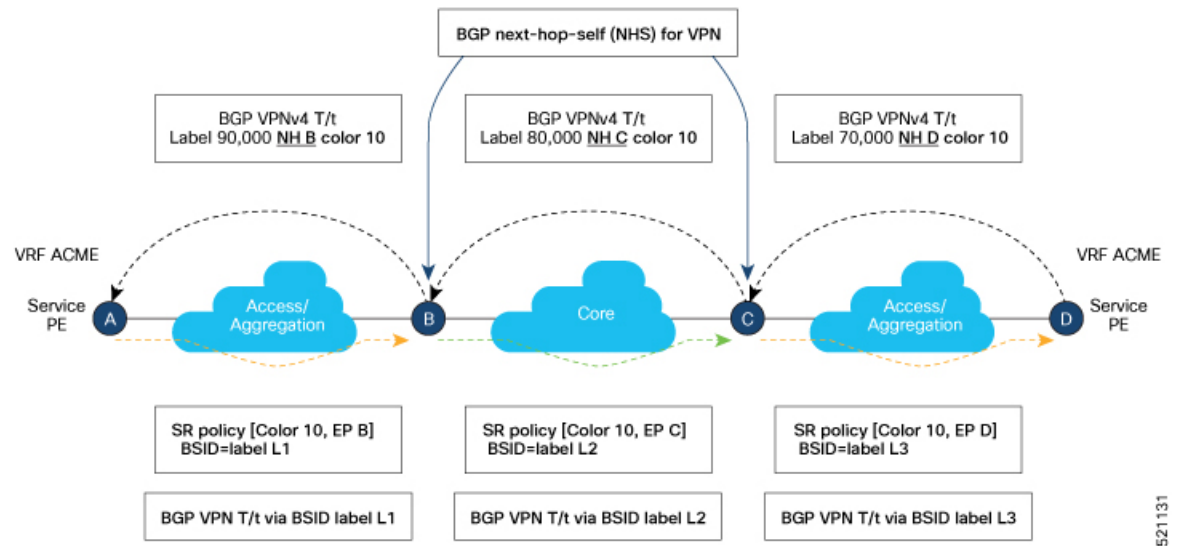 BGP next-hop-self (NHS) for VPN
BGP VPNv4 T/t
Label 90,000 NH B color 10
BGP VPNv4 T/t
Label 80,000 NH C color 10
BGP VPNv4 T/t
Label 70,000 NH D color 10
VRF ACME
VRF ACME
Service
PE
A
Access/
Aggregation
B
Core
C
Access/
Aggregation
D
Service
PE
SR policy [Color 10, EP B]
BSID=label L1
SR policy [Color 10, EP C]
BSID=label L2
SR policy [Color 10, EP D]
BSID=label L3
BGP VPN T/t via BSID label L1
BGP VPN T/t via BSID label L2
BGP VPN T/t via BSID label L3
521131